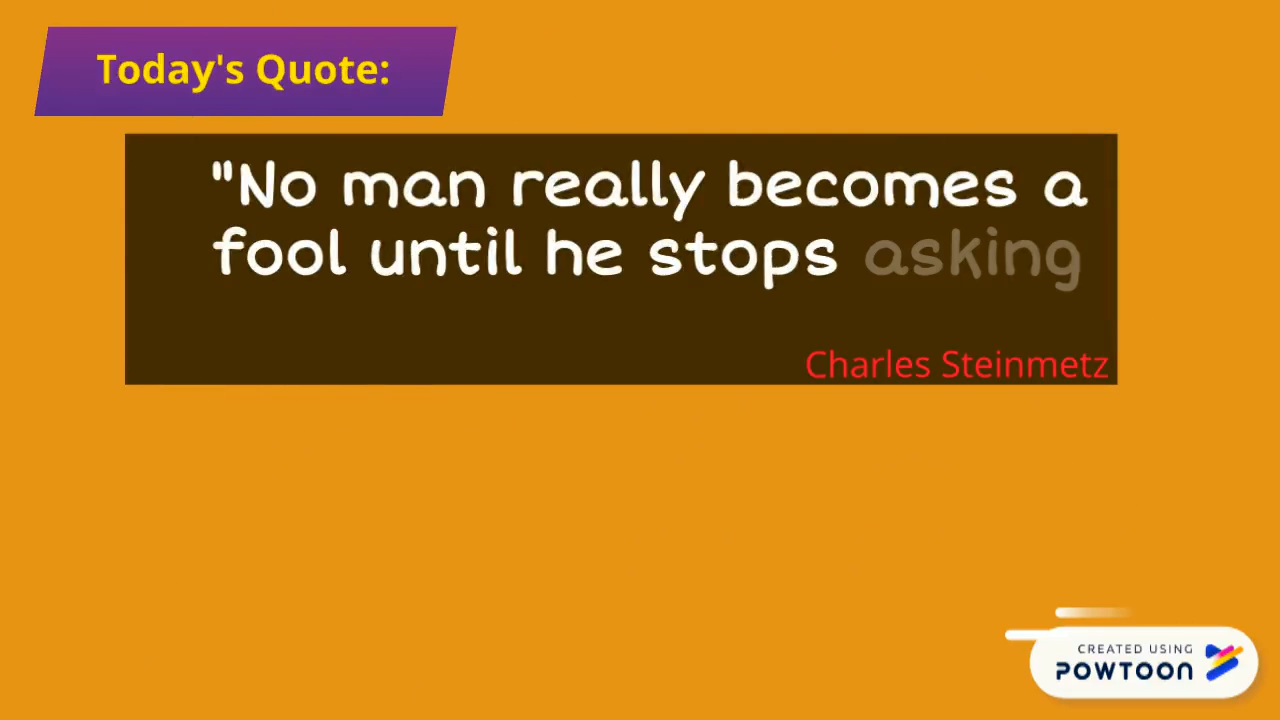 Today's Quote:
"No man really becomes a
fool until he stops asking
Charles Steinmetz
CREATED USING
POWTOON